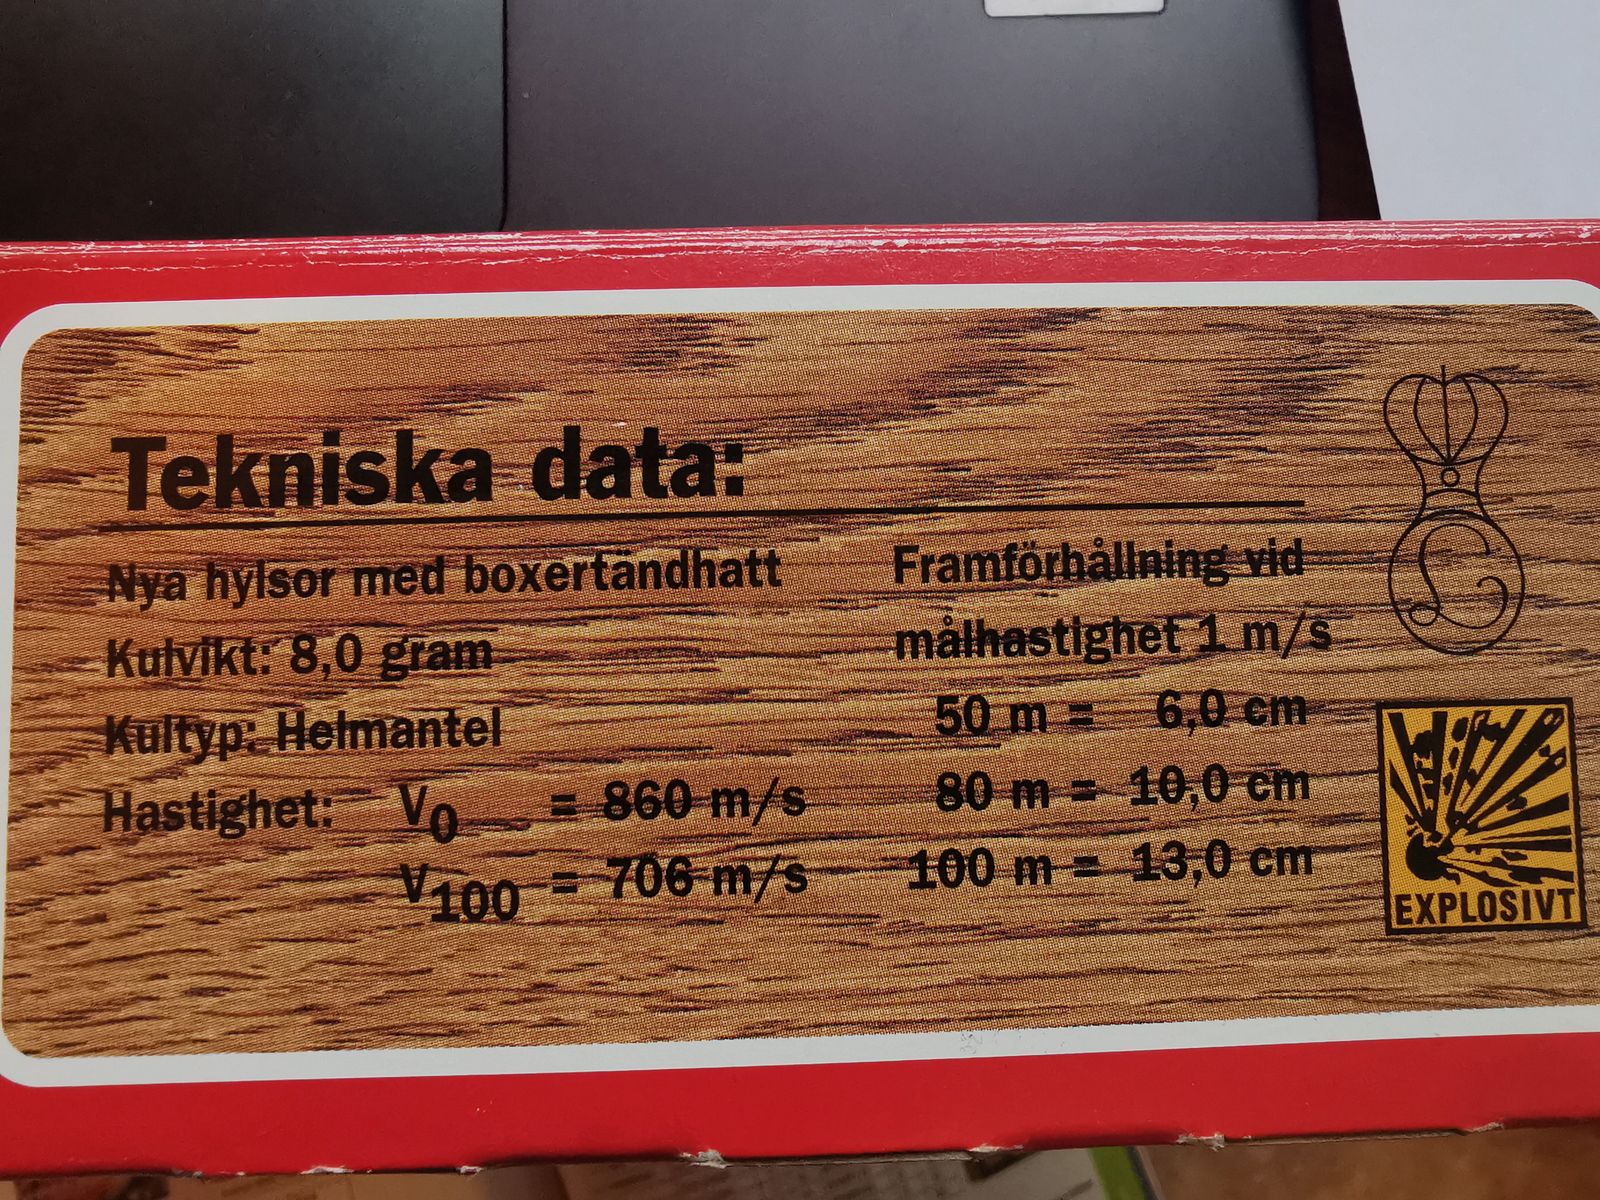 Tekniska data:
Nya hylsor med boxertändhatt
Kulvikt: 8,0 gram
Kultyp: Helmantel
Hastighet: V0 = 860 m/s
V100 = 706 m/s
Framförhållning vid
målhastighet 1 m/s
50 m = 6,0 cm
80 m = 10,0 cm
100 m = 13,0 cm
EXPLOSIVT